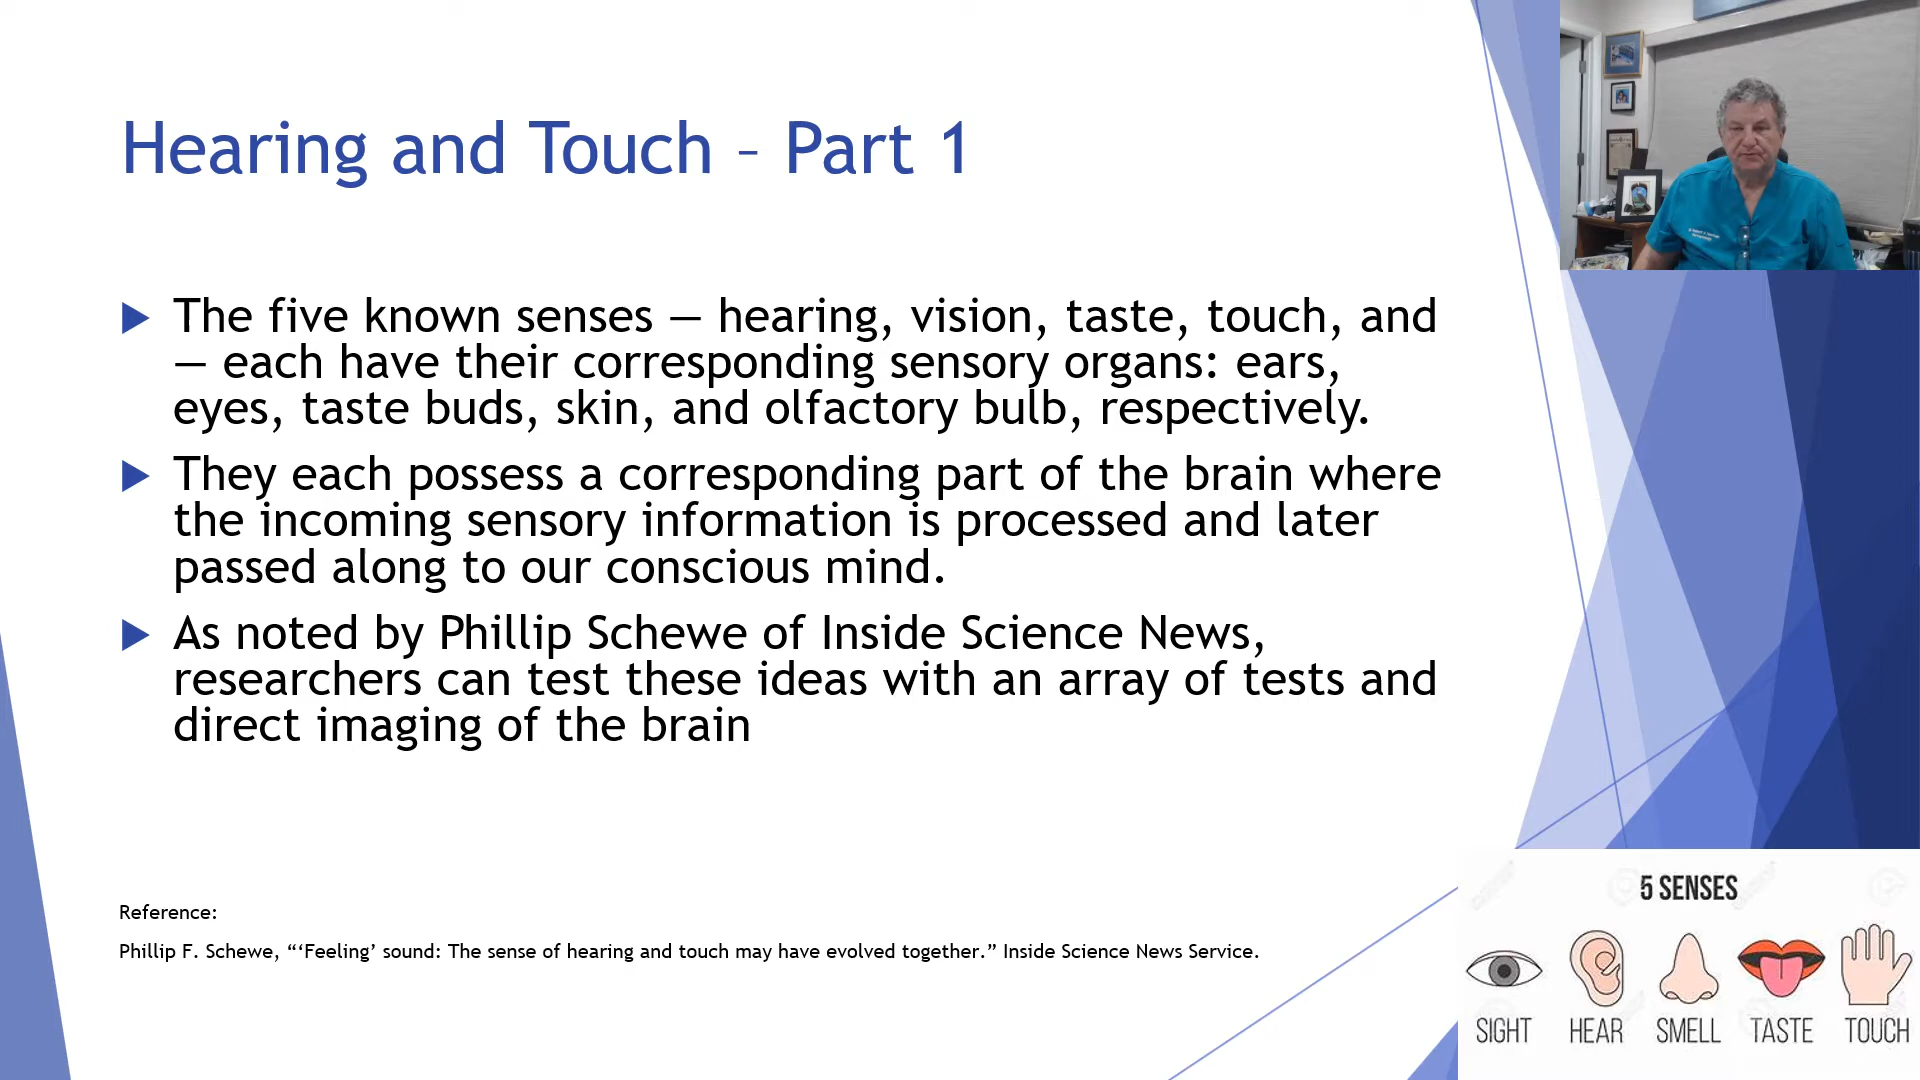 Hearing and Touch – Part 1
The five known senses — hearing, vision, taste, touch, and
— each have their corresponding sensory organs: ears,
eyes, taste buds, skin, and olfactory bulb, respectively.
They each possess a corresponding part of the brain where
the incoming sensory information is processed and later
passed along to our conscious mind.
As noted by Phillip Schewe of Inside Science News,
researchers can test these ideas with an array of tests and
direct imaging of the brain
Reference:
Phillip F. Schewe, “‘Feeling’ sound: The sense of hearing and touch may have evolved together.” Inside Science News Service.
5 SENSES
SIGHT HEAR SMELL TASTE TOUCH